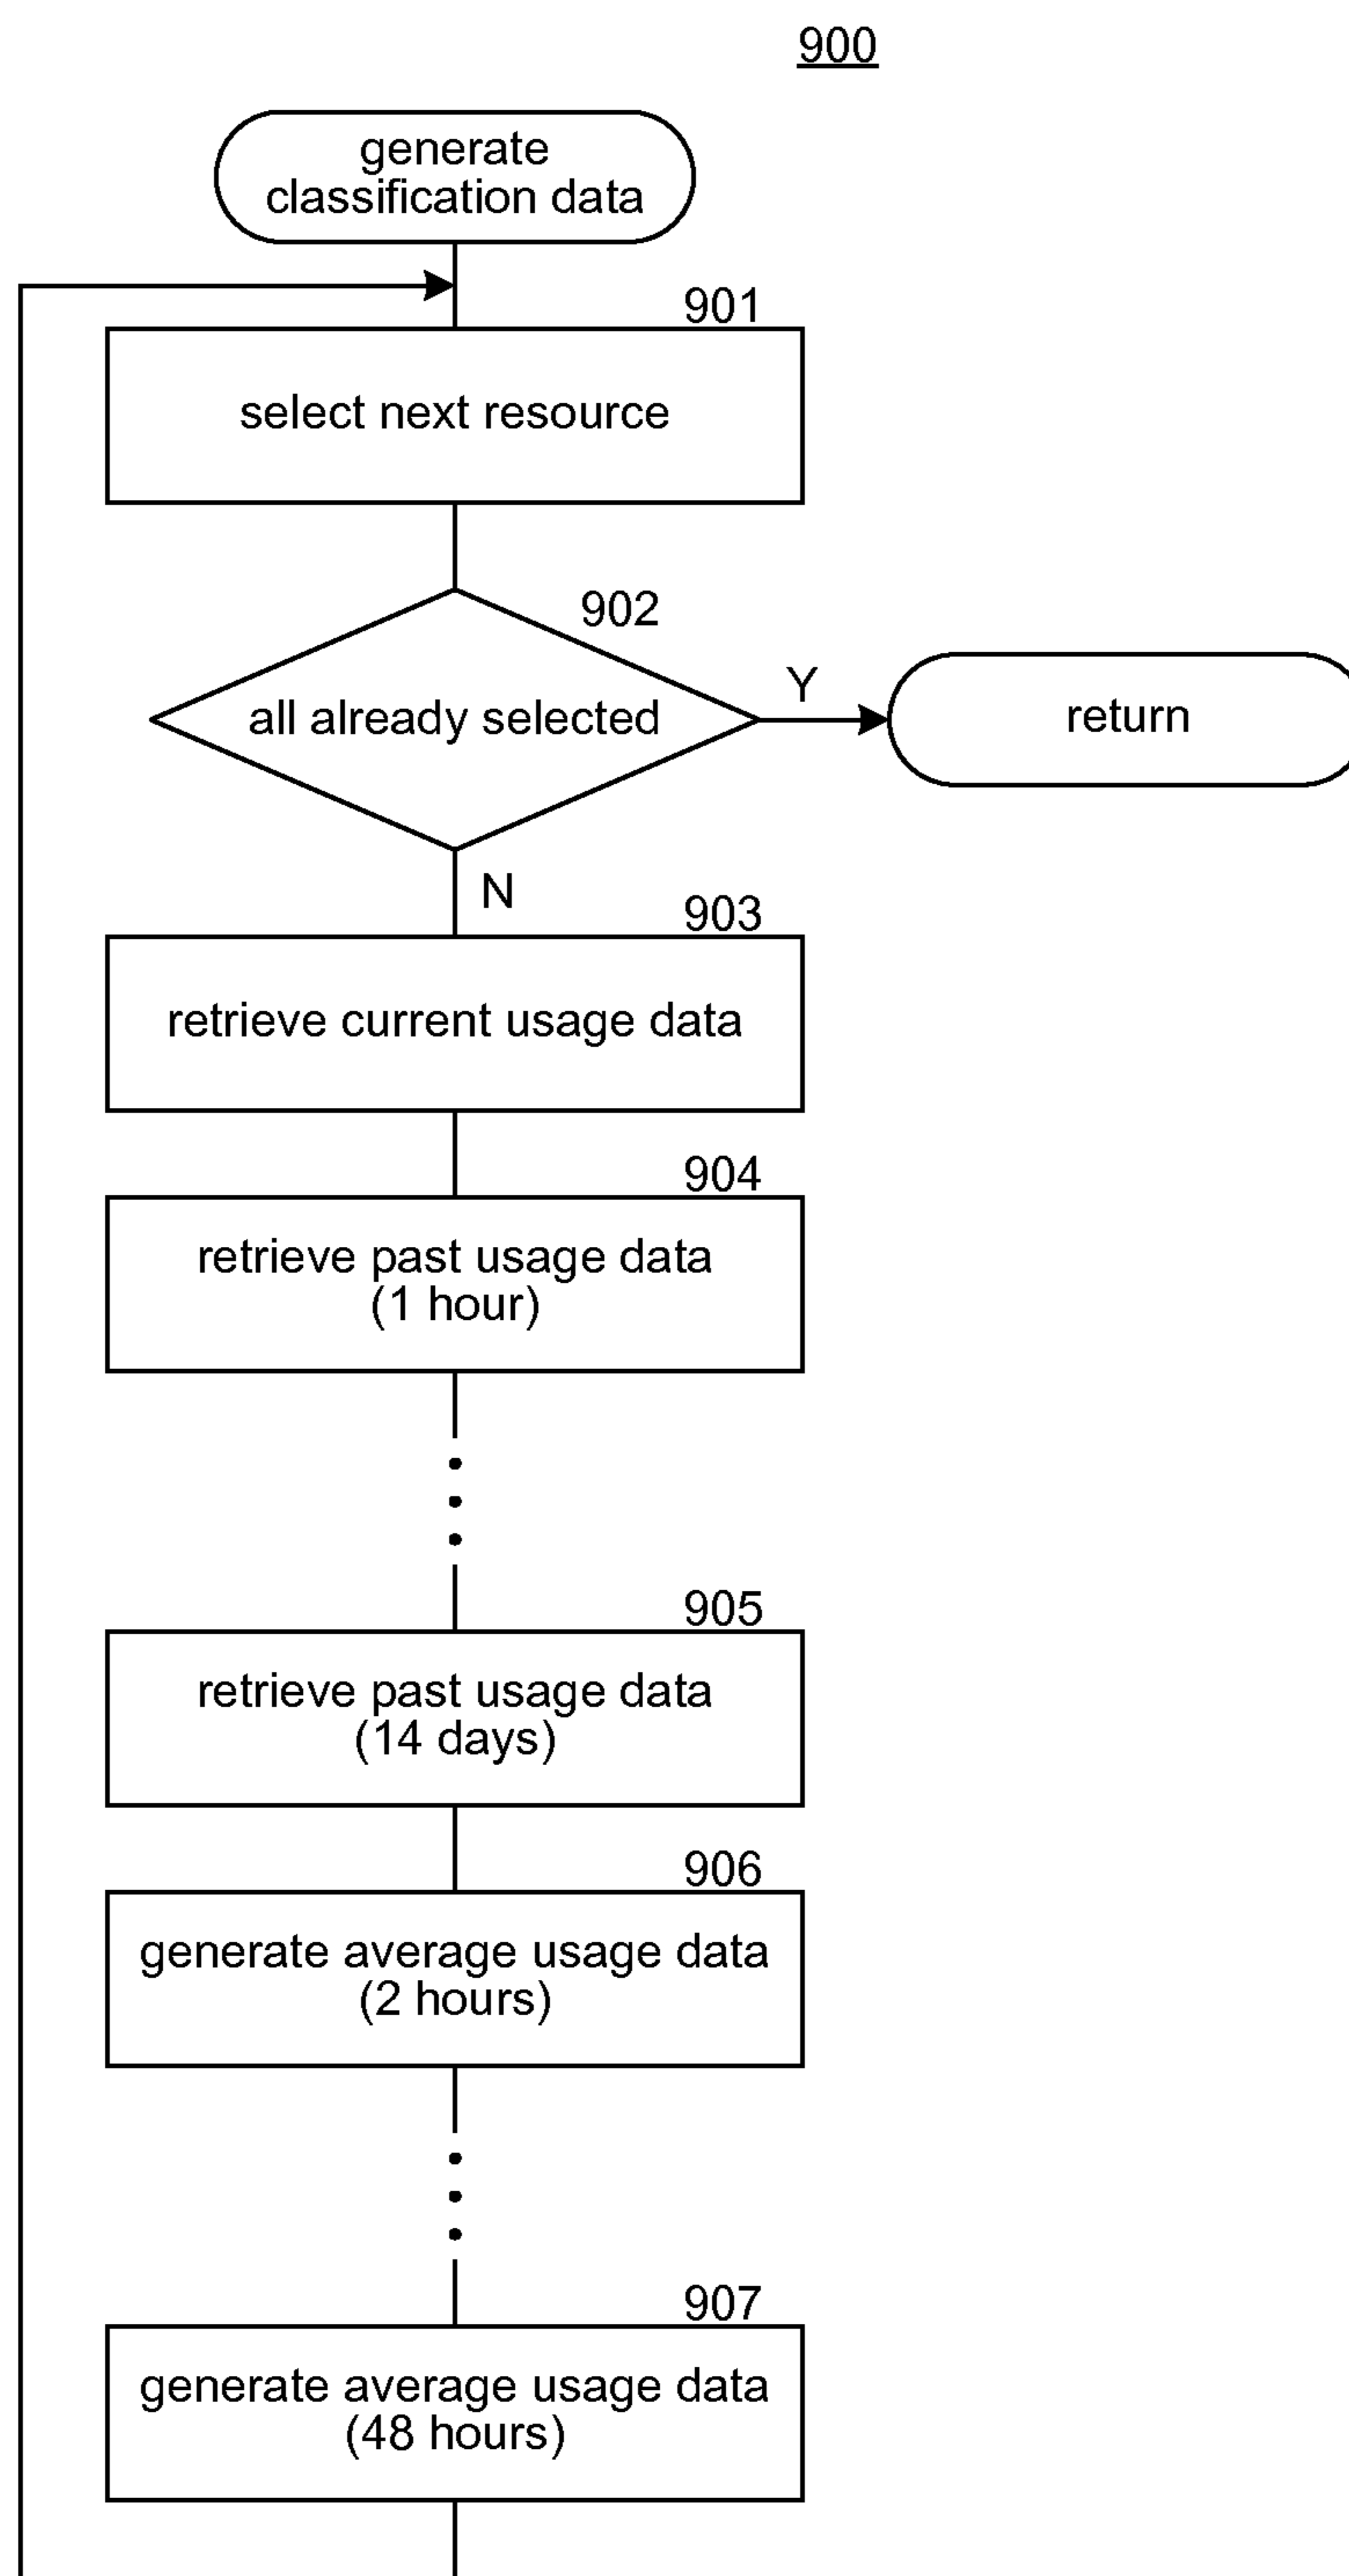 900
generate
classification data
901
select next resource
902
all already selected
Y
return
N
903
retrieve current usage data
904
retrieve past usage data
(1 hour)
905
retrieve past usage data
(14 days)
906
generate average usage data
(2 hours)
907
generate average usage data
(48 hours)